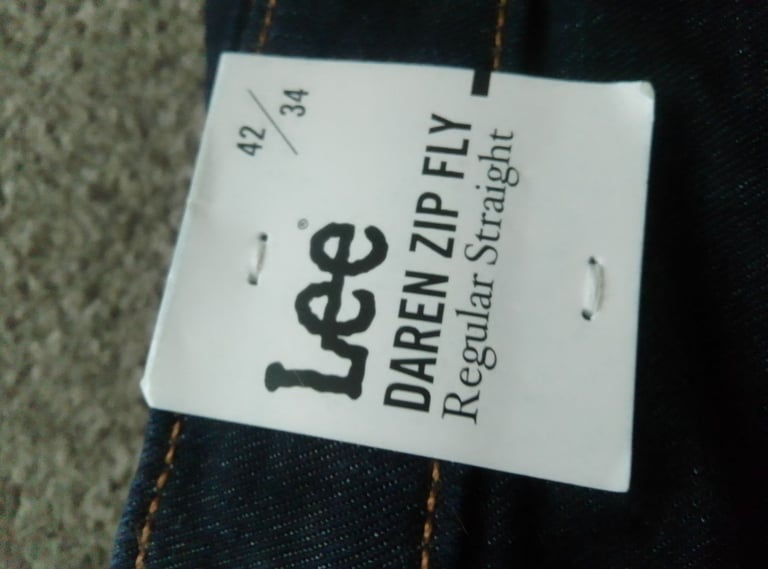 42/34
Lee®
DAREN ZIP FLY
Regular Straight